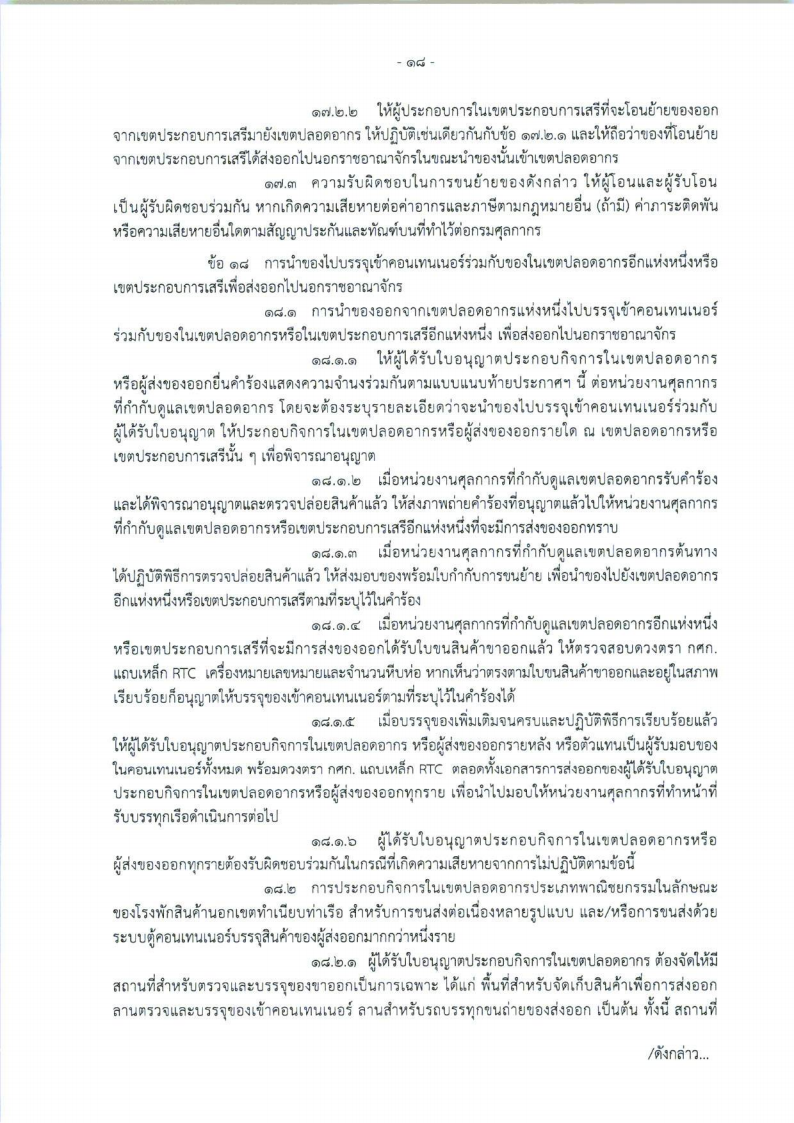 - ๑๘ -
๑๗.๒.๒ ให้ผู้ประกอบการในเขตประกอบการเสรีที่จะโอนย้ายของออก
จากเขตประกอบการเสรีมายังเขตปลอดอากร ให้ปฏิบัติเช่นเดียวกันกับข้อ ๑๗.๒.๑ และให้ถือว่าของที่โอนย้าย
จากเขตประกอบการเสรีได้ส่งออกไปนอกราชอาณาจักรในขณะนำของนั้นเข้าเขตปลอดอากร
๑๗.๓ ความรับผิดชอบในการขนย้ายของดังกล่าว ให้ผู้โอนและผู้รับโอน
เป็นผู้รับผิดชอบร่วมกัน หากเกิดความเสียหายต่อค่าอากรและภาษีตามกฎหมายอื่น (ถ้ามี) ค่าภาระติดพัน
หรือความเสียหายอื่นใดตามสัญญาประกันและทัณฑ์บนที่ทำไว้ต่อกรมศุลกากร
ข้อ ๑๘ การนำของไปบรรจุเข้าคอนเทนเนอร์ร่วมกับของในเขตปลอดอากรอีกแห่งหนึ่งหรือ
เขตประกอบการเสรีเพื่อส่งออกไปนอกราชอาณาจักร
๑๘.๑ การนำของออกจากเขตปลอดอากรแห่งหนึ่งไปบรรจุเข้าคอนเทนเนอร์
ร่วมกับของในเขตปลอดอากรหรือในเขตประกอบการเสรีอีกแห่งหนึ่ง เพื่อส่งออกไปนอกราชอาณาจักร
๑๘.๑.๑ ให้ผู้ได้รับใบอนุญาตประกอบกิจการในเขตปลอดอากร
หรือผู้ส่งของออกยื่นคำร้องแสดงความจำนงร่วมกันตามแบบแนบท้ายประกาศฯ นี้ ต่อหน่วยงานศุลกากร
ที่กำกับดูแลเขตปลอดอากร โดยจะต้องระบุรายละเอียดว่าจะนำของไปบรรจุเข้าคอนเทนเนอร์ร่วมกับ
ผู้ได้รับใบอนุญาต ให้ประกอบกิจการในเขตปลอดอากรหรือผู้ส่งของออกรายใด ณ เขตปลอดอากรหรือ
เขตประกอบการเสรีนั้น ๆ เพื่อพิจารณาอนุญาต
๑๘.๑.๒ เมื่อหน่วยงานศุลกากรที่กำกับดูแลเขตปลอดอากรรับคำร้อง
และได้พิจารณาอนุญาตและตรวจปล่อยสินค้าแล้ว ให้ส่งภาพถ่ายคำร้องที่อนุญาตแล้วไปให้หน่วยงานศุลกากร
ที่กำกับดูแลเขตปลอดอากรหรือเขตประกอบการเสรีอีกแห่งหนึ่งที่จะมีการส่งของออกทราบ
๑๘.๑.๓ เมื่อหน่วยงานศุลกากรที่กำกับดูแลเขตปลอดอากรต้นทาง
ได้ปฏิบัติพิธีการตรวจปล่อยสินค้าแล้ว ให้ส่งมอบของพร้อมใบกำกับการขนย้าย เพื่อนำของไปยังเขตปลอดอากร
อีกแห่งหนึ่งหรือเขตประกอบการเสรีตามที่ระบุไว้ในคำร้อง
๑๘.๑.๔ เมื่อหน่วยงานศุลกากรที่กำกับดูแลเขตปลอดอากรอีกแห่งหนึ่ง
หรือเขตประกอบการเสรีที่จะมีการส่งของออกได้รับใบขนสินค้าขาออกแล้ว ให้ตรวจสอบดวงตรา กศก.
แถบเหล็ก RTC เครื่องหมายเลขหมายและจำนวนหีบห่อ หากเห็นว่าตรงตามใบขนสินค้าขาออกและอยู่ในสภาพ
เรียบร้อยก็อนุญาตให้บรรจุของเข้าคอนเทนเนอร์ตามที่ระบุไว้ในคำร้องได้
๑๘.๑.๕ เมื่อบรรจุของเพิ่มเติมจนครบและปฏิบัติพิธีการเรียบร้อยแล้ว
ให้ผู้ได้รับใบอนุญาตประกอบกิจการในเขตปลอดอากร หรือผู้ส่งของออกรายหลัง หรือตัวแทนเป็นผู้รับมอบของ
ในคอนเทนเนอร์ทั้งหมด พร้อมดวงตรา กศก. แถบเหล็ก RTC ตลอดทั้งเอกสารการส่งออกของผู้ได้รับใบอนุญาต
ประกอบกิจการในเขตปลอดอากรหรือผู้ส่งของออกทุกราย เพื่อนำไปมอบให้หน่วยงานศุลกากรที่ทำหน้าที่
รับบรรทุกเรือดำเนินการต่อไป
๑๘.๑.๖ ผู้ได้รับใบอนุญาตประกอบกิจการในเขตปลอดอากรหรือ
ผู้ส่งของออกทุกรายต้องรับผิดชอบร่วมกันในกรณีที่เกิดความเสียหายจากการไม่ปฏิบัติตามข้อนี้
๑๘.๒ การประกอบกิจการในเขตปลอดอากรประเภทพาณิชยกรรมในลักษณะ
ของโรงพักสินค้านอกเขตทำเนียบท่าเรือ สำหรับการขนส่งต่อเนื่องหลายรูปแบบ และ/หรือการขนส่งด้วย
ระบบตู้คอนเทนเนอร์บรรจุสินค้าของผู้ส่งออกมากกว่าหนึ่งราย
๑๘.๒.๑ ผู้ได้รับใบอนุญาตประกอบกิจการในเขตปลอดอากร ต้องจัดให้มี
สถานที่สำหรับตรวจและบรรจุของขาออกเป็นการเฉพาะ ได้แก่ พื้นที่สำหรับจัดเก็บสินค้าเพื่อการส่งออก
ลานตรวจและบรรจุของเข้าคอนเทนเนอร์ ลานสำหรับรถบรรทุกขนถ่ายของส่งออก เป็นต้น ทั้งนี้ สถานที่
/ดังกล่าว...